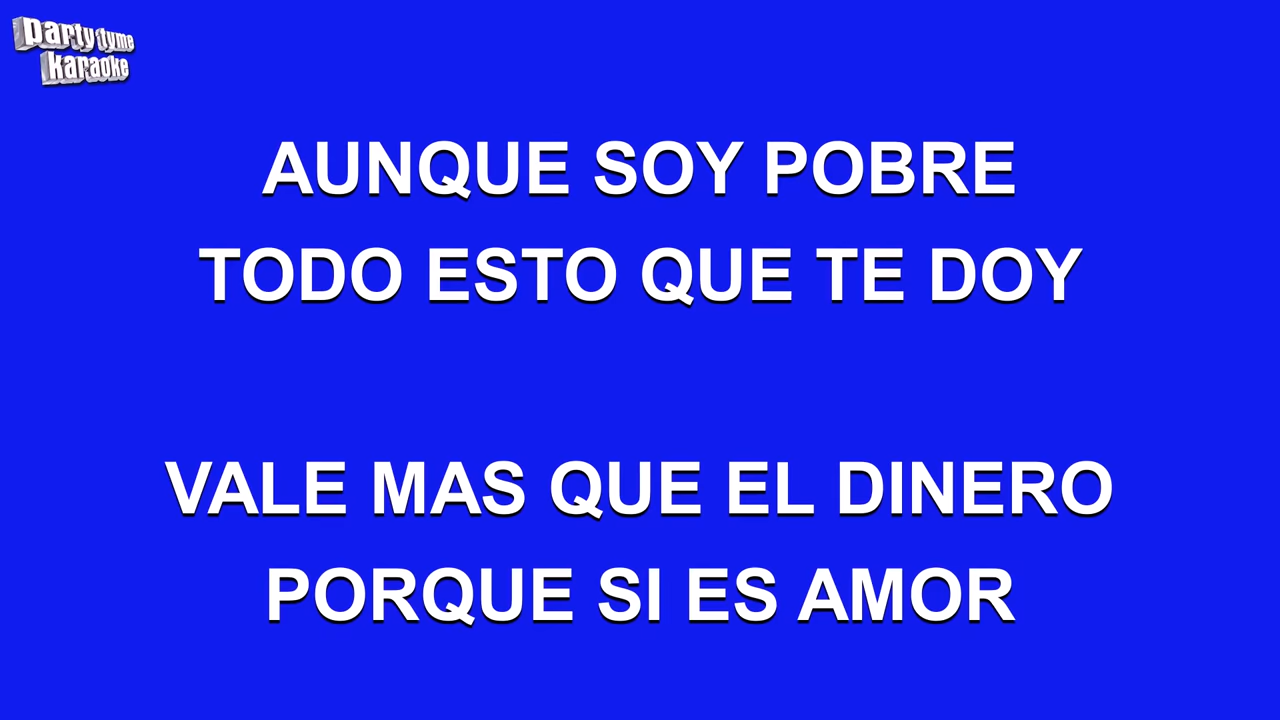 party tyme
karaoke
AUNQUE SOY POBRE
TODO ESTO QUE TE DOY
VALE MAS QUE EL DINERO
PORQUE SI ES AMOR